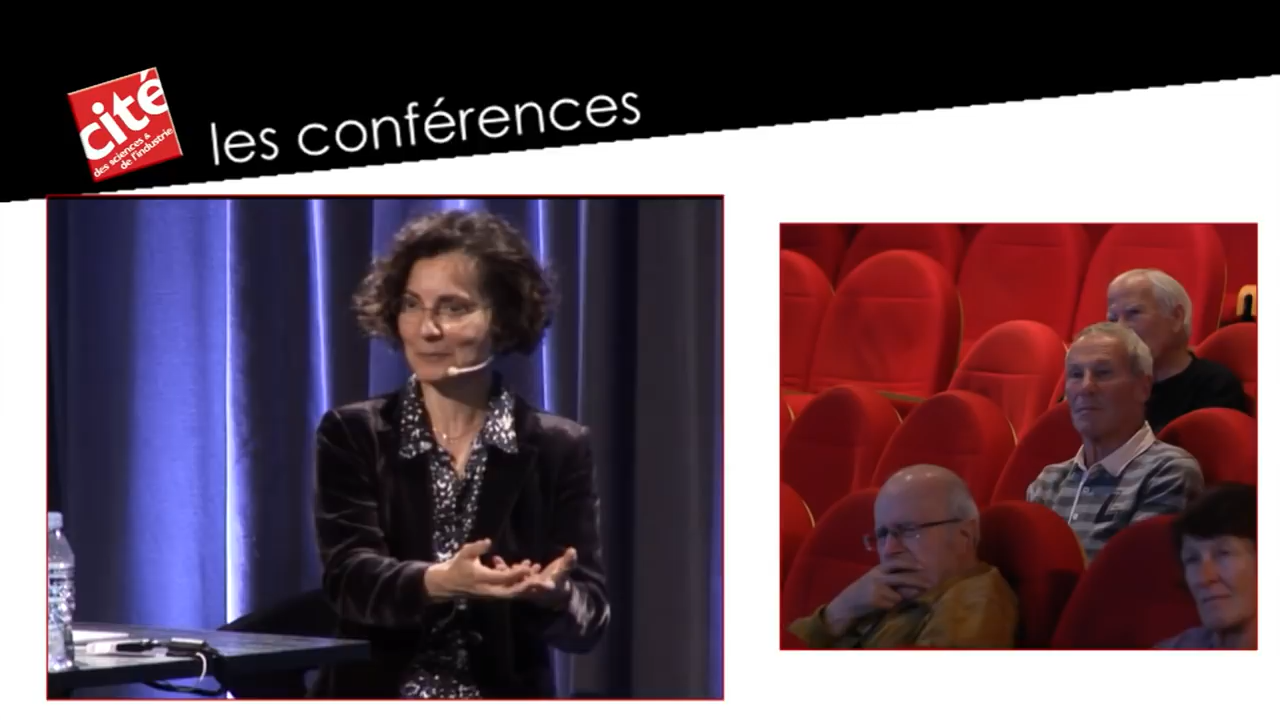 cité
des sciences &
de l'industrie
les conférences